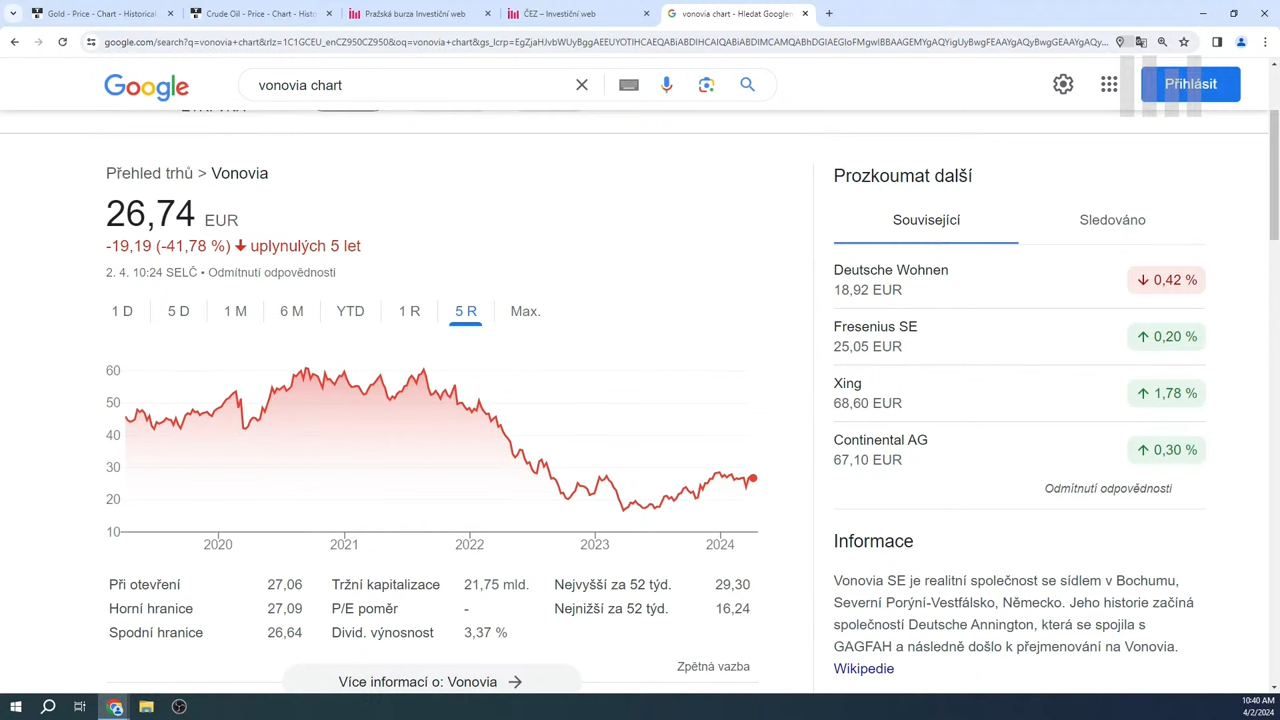 Gold - Price - Chart - Historical
Crude Oil - Price - Chart - Histo
Pražská burza Investiční web
ČEZ – Investiční web
vonovia chart - Hledat Googlem
google.com/search?q=vonovia+chart&rlz=1C1GCEU_enCZ950CZ950&oq=vonovia+chart&gs_lcrp=EgZjaHJvbWUyBggAEEUYOTIHCAEQABiABDIHCAIQABiABDIMCAMQABhDGIAEGIoFMgwIBBAAGEMYgAQYigUyBwgFEAAYgAQyBwgGEAAYgAQy...
Google
vonovia chart
Přihlásit
Přehled trhů > Vonovia
26,74 EUR
-19,19 (-41,78 %) uplynulých 5 let
2. 4. 10:24 SELČ • Odmítnutí odpovědnosti
1 D 5 D 1 M 6 M YTD 1 R 5 R Max.
60
50
40
30
20
10
2020 2021 2022 2023 2024
Při otevření 27,06 Tržní kapitalizace 21,75 mld. Nejvyšší za 52 týd. 29,30
Horní hranice 27,09 P/E poměr - Nejnižší za 52 týd. 16,24
Spodní hranice 26,64 Divid. výnosnost 3,37 %
Zpětná vazba
Více informací o: Vonovia
Prozkoumat další
Související Sledováno
Deutsche Wohnen
18,92 EUR
0,42 %
Fresenius SE
25,05 EUR
0,20 %
Xing
68,60 EUR
1,78 %
Continental AG
67,10 EUR
0,30 %
Odmítnutí odpovědnosti
Informace
Vonovia SE je realitní společnost se sídlem v Bochumu,
Severní Porýní-Vestfálsko, Německo. Jeho historie začíná
společností Deutsche Annington, která se spojila s
GAGFAH a následně došlo k přejmenování na Vonovia.
Wikipedie
10:40 AM
4/2/2024